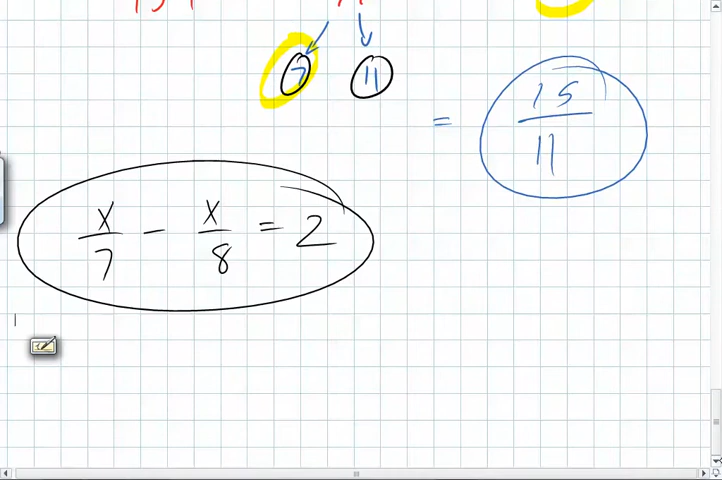 7 11
= 15/11
x/7 - x/8 = 2